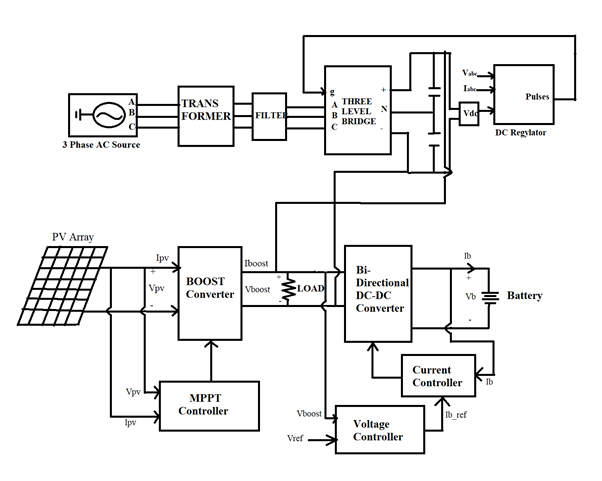 A
B
C
3 Phase AC Source
TRANS
FORMER
FILTER
g
A
B
C
THREE
LEVEL
BRIDGE
+
N
-
Vabc
Iabc
Vdc
Pulses
DC Regylator
PV Array
Ipv
+
Vpv
-
BOOST
Converter
Iboost
Vboost
+
LOAD
-
Bi-
Directional
DC-DC
Converter
Ib
+
Vb
-
Battery
Vpv
Ipv
MPPT
Controller
Current
Controller
Ib
Ib_ref
Vboost
Vref
Voltage
Controller